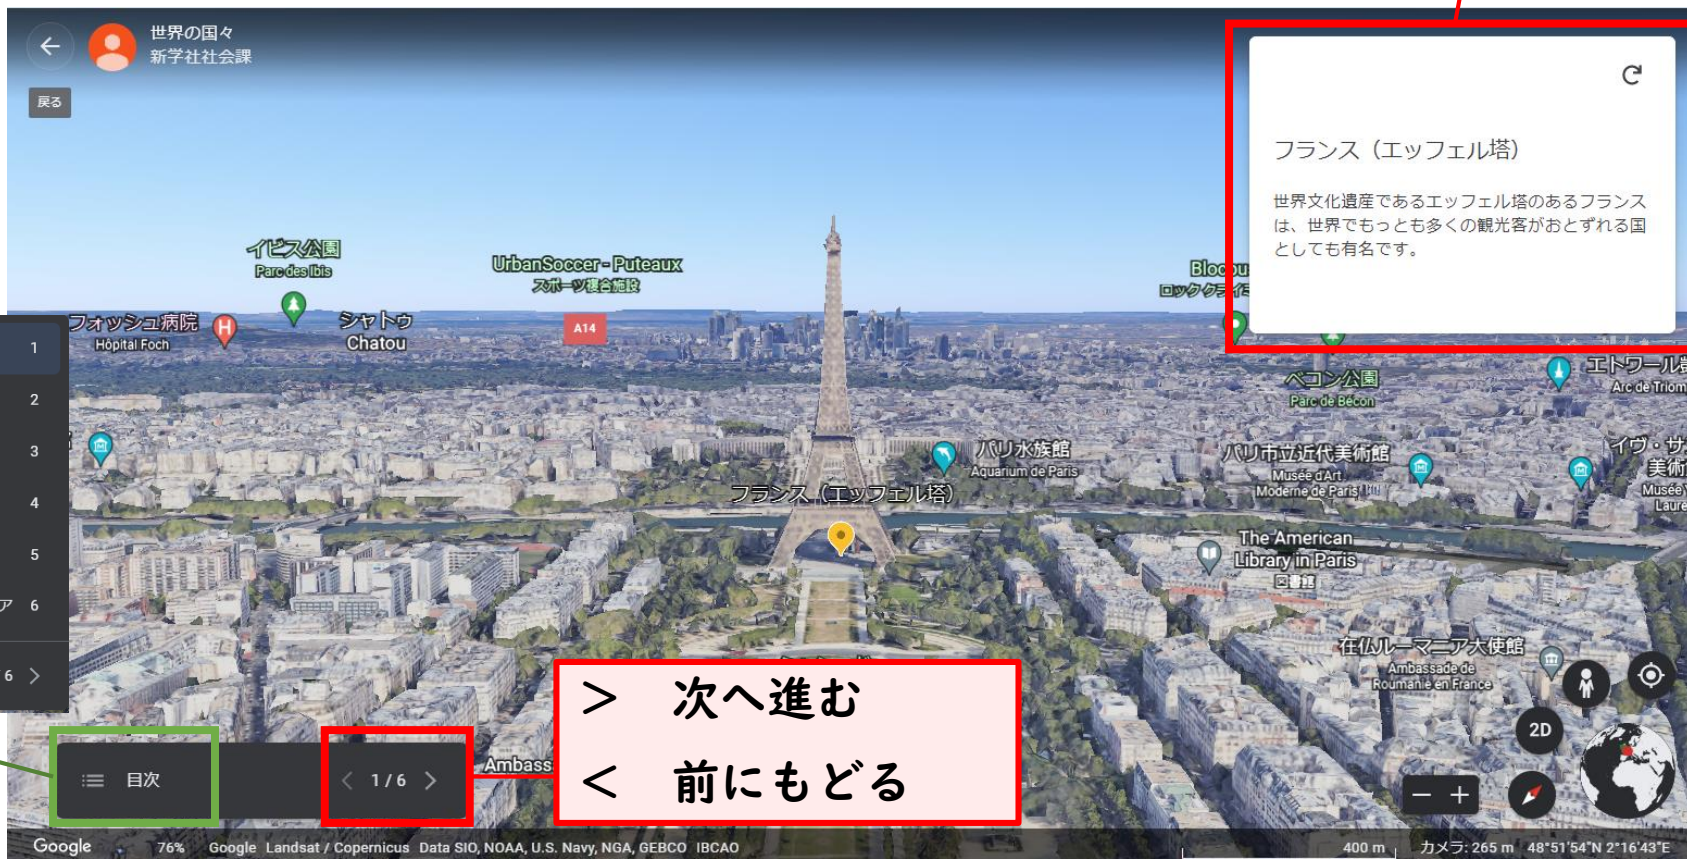 世界の国々
新学社社会課
戻る
フランス（エッフェル塔）
世界文化遺産であるエッフェル塔のあるフランス
は、世界でもっとも多くの観光客がおとずれる国
としても有名です。
イビス公園
Parc des Ibis
UrbanSoccer - Puteaux
スポーツ複合施設
フォッシュ病院
Hôpital Foch
H
シャトゥ
Chatou
A14
ベコン公園
Parc de Bécon
パリ水族館
Aquarium de Paris
パリ市立近代美術館
Musée d'Art
Moderne de Paris
フランス（エッフェル塔）
The American
Library in Paris
図書館
在仏ルーマニア大使館
Ambassade de
Roumanie en France
1
2
3
4
5
ア 6
6 >
> 次へ進む
< 前にもどる
目次
< 1 / 6 >
2D
− +
Google 76% Google Landsat / Copernicus Data SIO, NOAA, U.S. Navy, NGA, GEBCO IBCAO
400 m カメラ: 265 m 48°51'54"N 2°16'43"E